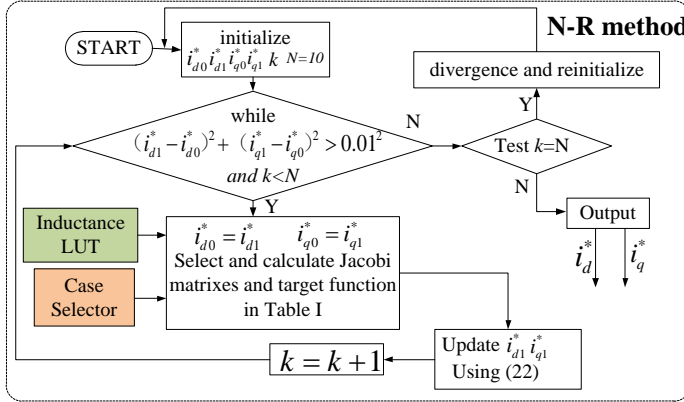 N-R method
START
initialize
i*d0 i*d1 i*q0 i*q1 k N=10
divergence and reinitialize
while
(i*d1 − i*d0)² + (i*q1 − i*q0)² > 0.01²
and k<N
N
Y
Test k=N
N
Y
Output
i*d i*q
Inductance
LUT
Case
Selector
i*d0 = i*d1 i*q0 = i*q1
Select and calculate Jacobi
matrixes and target function
in Table I
Update i*d1 i*q1
Using (22)
k = k+1